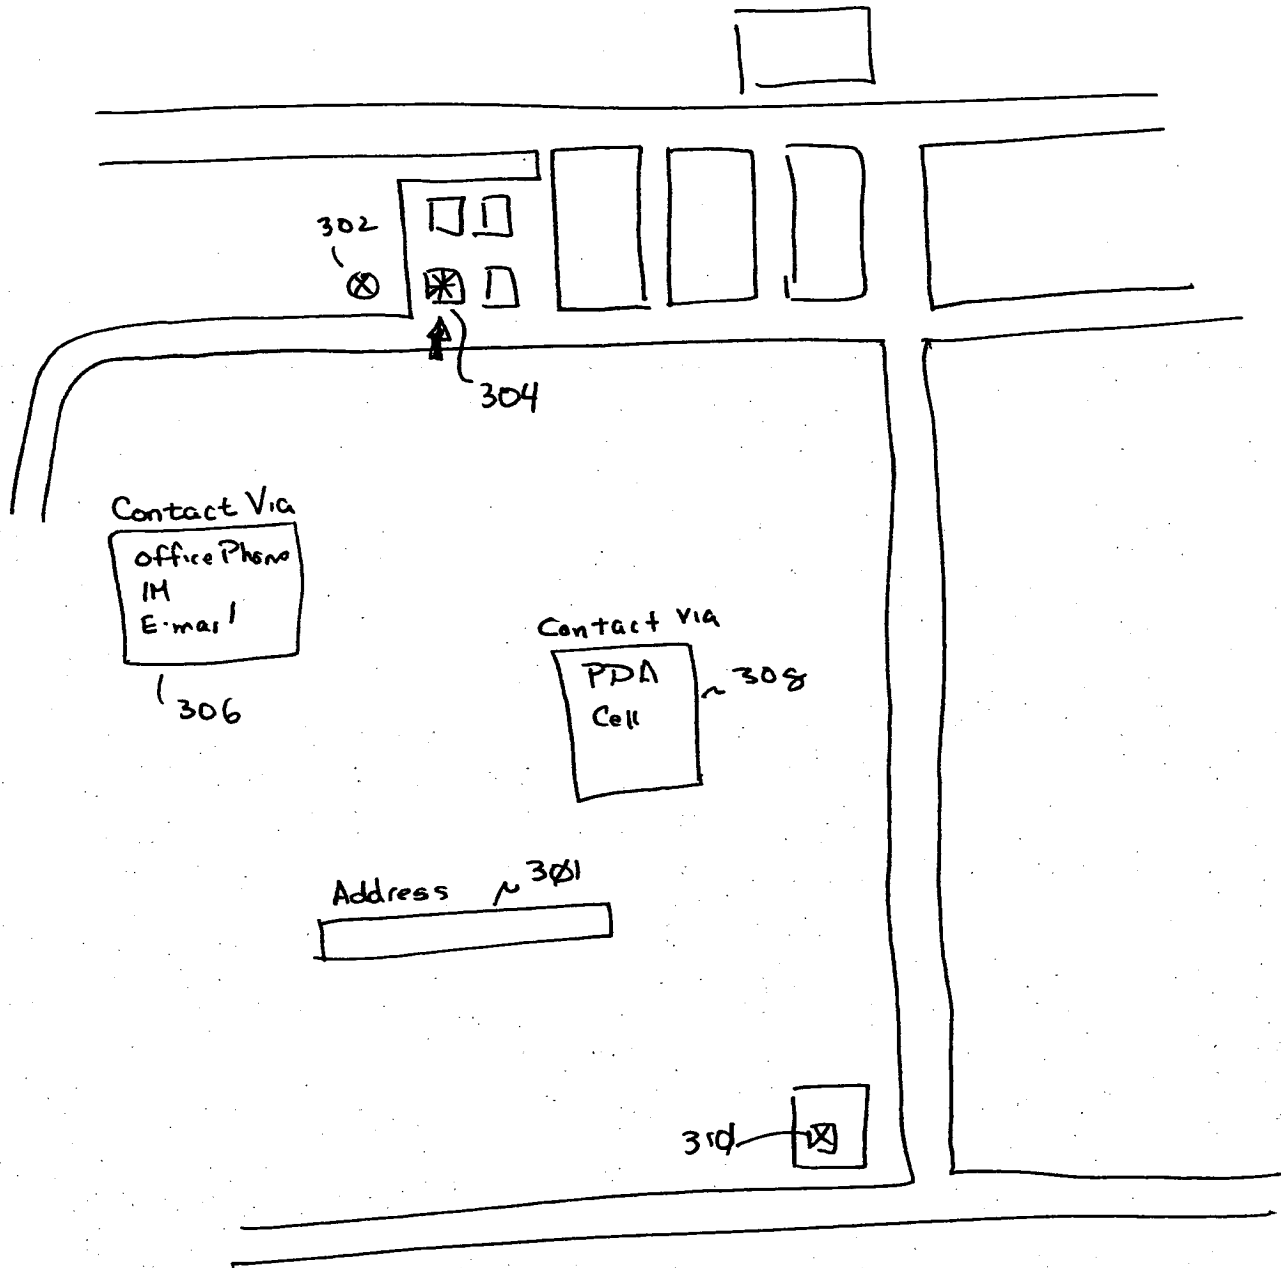 302
304
Contact Via
Office Phone
IM
E-mail
306
Contact via
PDA
Cell
308
Address
301
310